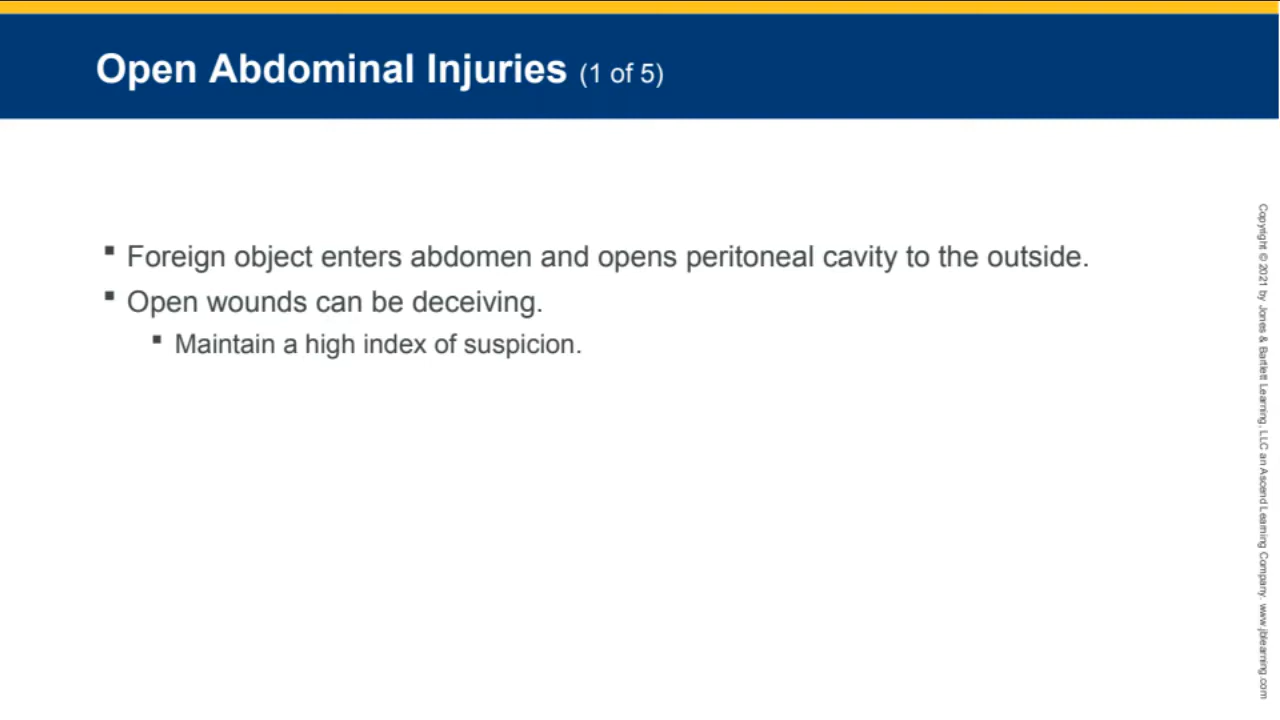 Open Abdominal Injuries (1 of 5)
▪ Foreign object enters abdomen and opens peritoneal cavity to the outside.
▪ Open wounds can be deceiving.
▪ Maintain a high index of suspicion.
Copyright © 2021 by Jones & Bartlett Learning, LLC an Ascend Learning Company. www.jblearning.com